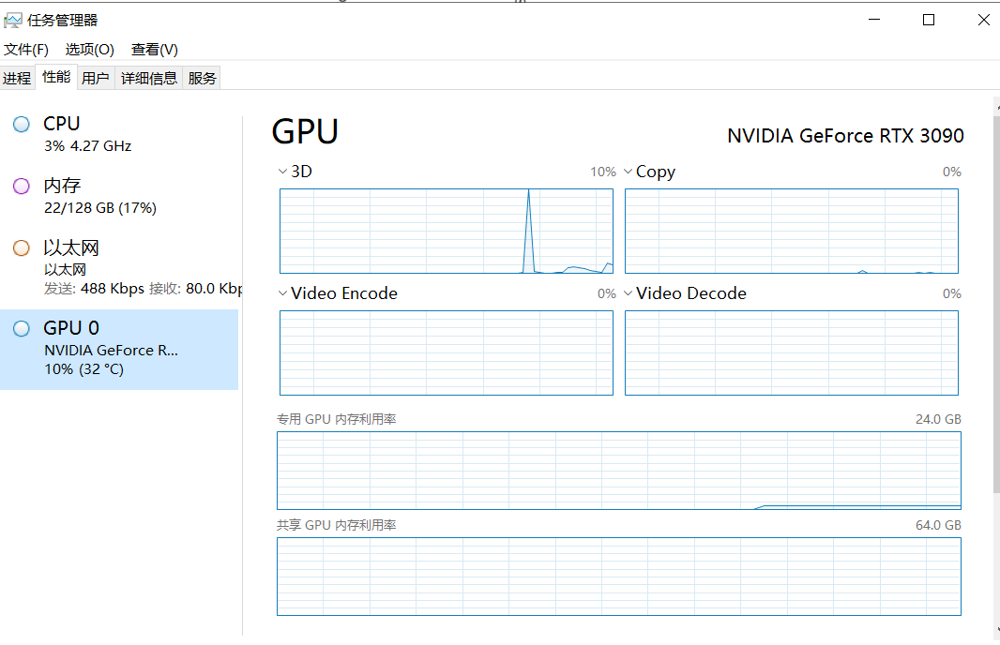 任务管理器
文件(F) 选项(O) 查看(V)
进程 性能 用户 详细信息 服务
CPU
3% 4.27 GHz
内存
22/128 GB (17%)
以太网
以太网
发送: 488 Kbps 接收: 80.0 Kbp
GPU 0
NVIDIA GeForce R...
10% (32 °C)
GPU
NVIDIA GeForce RTX 3090
3D 10%
Copy 0%
Video Encode 0%
Video Decode 0%
专用 GPU 内存利用率 24.0 GB
共享 GPU 内存利用率 64.0 GB